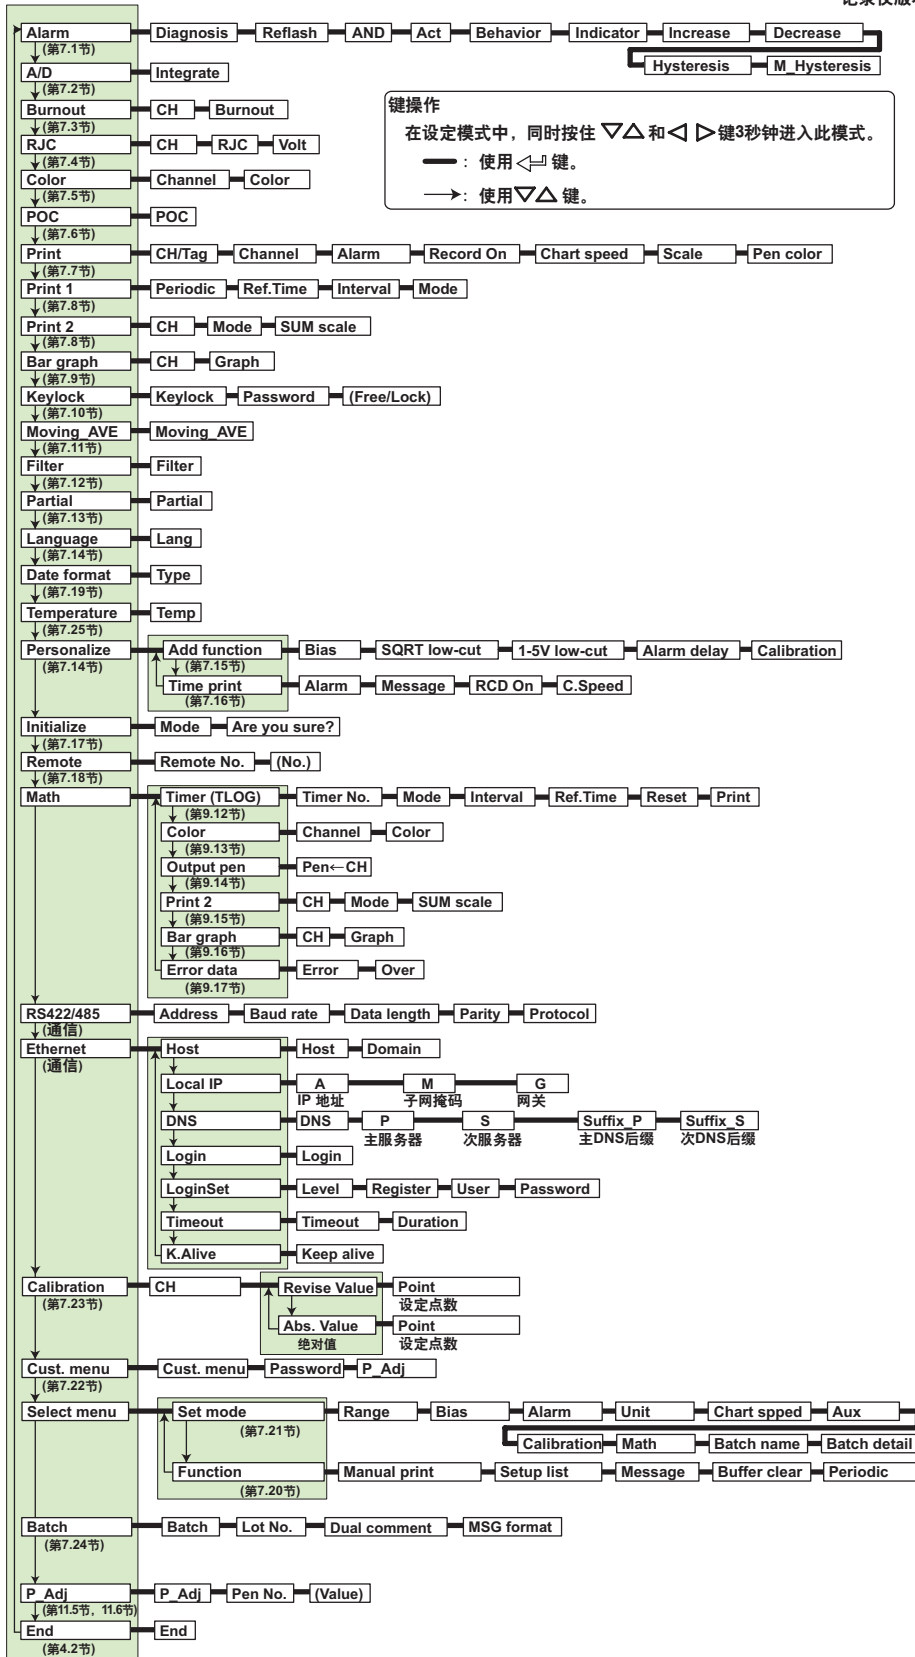 Alarm Diagnosis Reflash AND Act Behavior Indicator Increase Decrease
(第7.1节)
Hysteresis M_Hysteresis
A/D Integrate
(第7.2节)
键操作
在设定模式中，同时按住 ▽△ 和 ◁ ▷ 键3秒钟进入此模式。
：使用 键。
：使用▽△ 键。
Burnout CH Burnout
(第7.3节)
RJC CH RJC Volt
(第7.4节)
Color Channel Color
(第7.5节)
POC POC
(第7.6节)
Print CH/Tag Channel Alarm Record On Chart speed Scale Pen color
(第7.7节)
Print 1 Periodic Ref.Time Interval Mode
(第7.8节)
Print 2 CH Mode SUM scale
(第7.8节)
Bar graph CH Graph
(第7.9节)
Keylock Keylock Password (Free/Lock)
(第7.10节)
Moving_AVE Moving_AVE
(第7.11节)
Filter Filter
(第7.12节)
Partial Partial
(第7.13节)
Language Lang
(第7.14节)
Date format Type
(第7.19节)
Temperature Temp
(第7.25节)
Personalize Add function Bias SQRT low-cut 1-5V low-cut Alarm delay Calibration
(第7.14节) (第7.15节)
Time print Alarm Message RCD On C.Speed
(第7.16节)
Initialize Mode Are you sure?
(第7.17节)
Remote Remote No. (No.)
(第7.18节)
Math Timer (TLOG) Timer No. Mode Interval Ref.Time Reset Print
(第9.12节)
Color Channel Color
(第9.13节)
Output pen Pen←CH
(第9.14节)
Print 2 CH Mode SUM scale
(第9.15节)
Bar graph CH Graph
(第9.16节)
Error data Error Over
(第9.17节)
RS422/485 Address Baud rate Data length Parity Protocol
(通信)
Ethernet Host Host Domain
(通信)
Local IP A M G
IP 地址 子网掩码 网关
DNS DNS P S Suffix_P Suffix_S
主服务器 次服务器 主DNS后缀 次DNS后缀
Login Login
LoginSet Level Register User Password
Timeout Timeout Duration
K.Alive Keep alive
Calibration CH Revise Value Point
(第7.23节) 设定点数
Abs. Value Point
绝对值 设定点数
Cust. menu Cust. menu Password P_Adj
(第7.22节)
Select menu Set mode Range Bias Alarm Unit Chart spped Aux
(第7.21节)
Calibration Math Batch name Batch detail
Function Manual print Setup list Message Buffer clear Periodic
(第7.20节)
Batch Batch Lot No. Dual comment MSG format
(第7.24节)
P_Adj P_Adj Pen No. (Value)
(第11.5节，11.6节)
End End
(第4.2节)